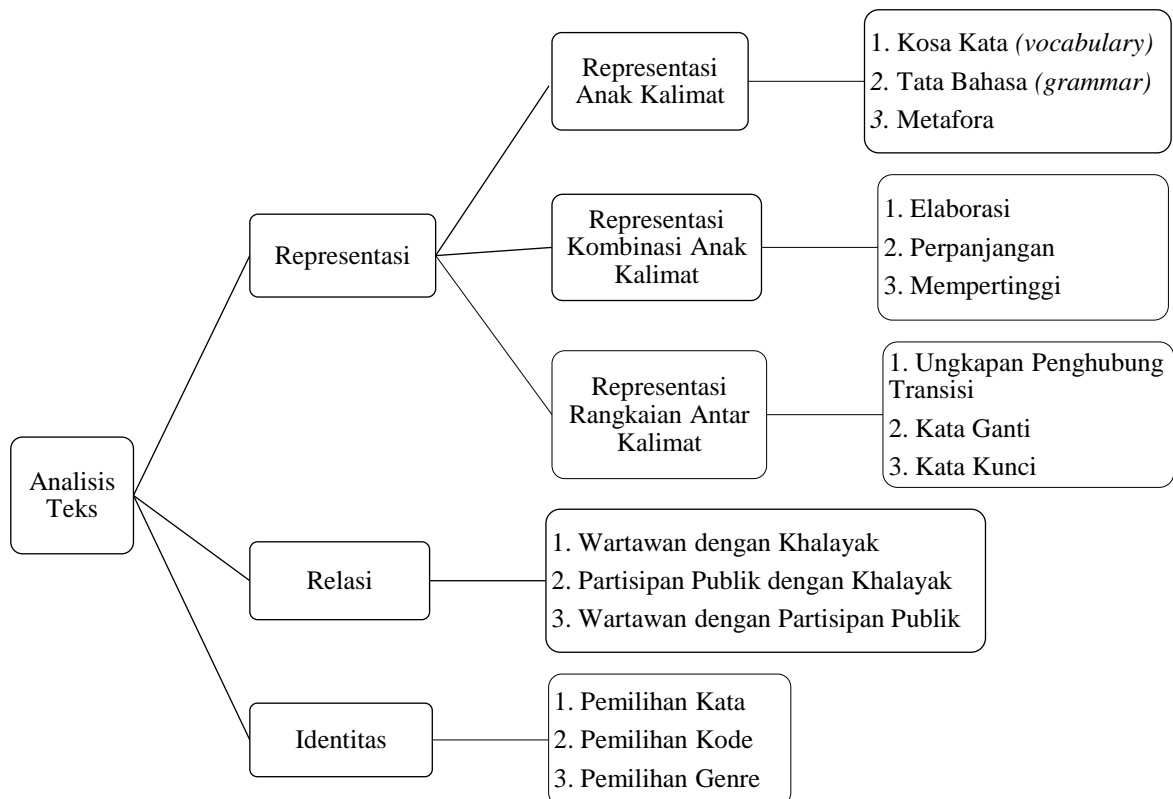 Analisis
Teks
Representasi
Representasi
Anak Kalimat
1. Kosa Kata (vocabulary)
2. Tata Bahasa (grammar)
3. Metafora
Representasi
Kombinasi Anak
Kalimat
1. Elaborasi
2. Perpanjangan
3. Mempertinggi
Representasi
Rangkaian Antar
Kalimat
1. Ungkapan Penghubung
Transisi
2. Kata Ganti
3. Kata Kunci
Relasi
1. Wartawan dengan Khalayak
2. Partisipan Publik dengan Khalayak
3. Wartawan dengan Partisipan Publik
Identitas
1. Pemilihan Kata
2. Pemilihan Kode
3. Pemilihan Genre